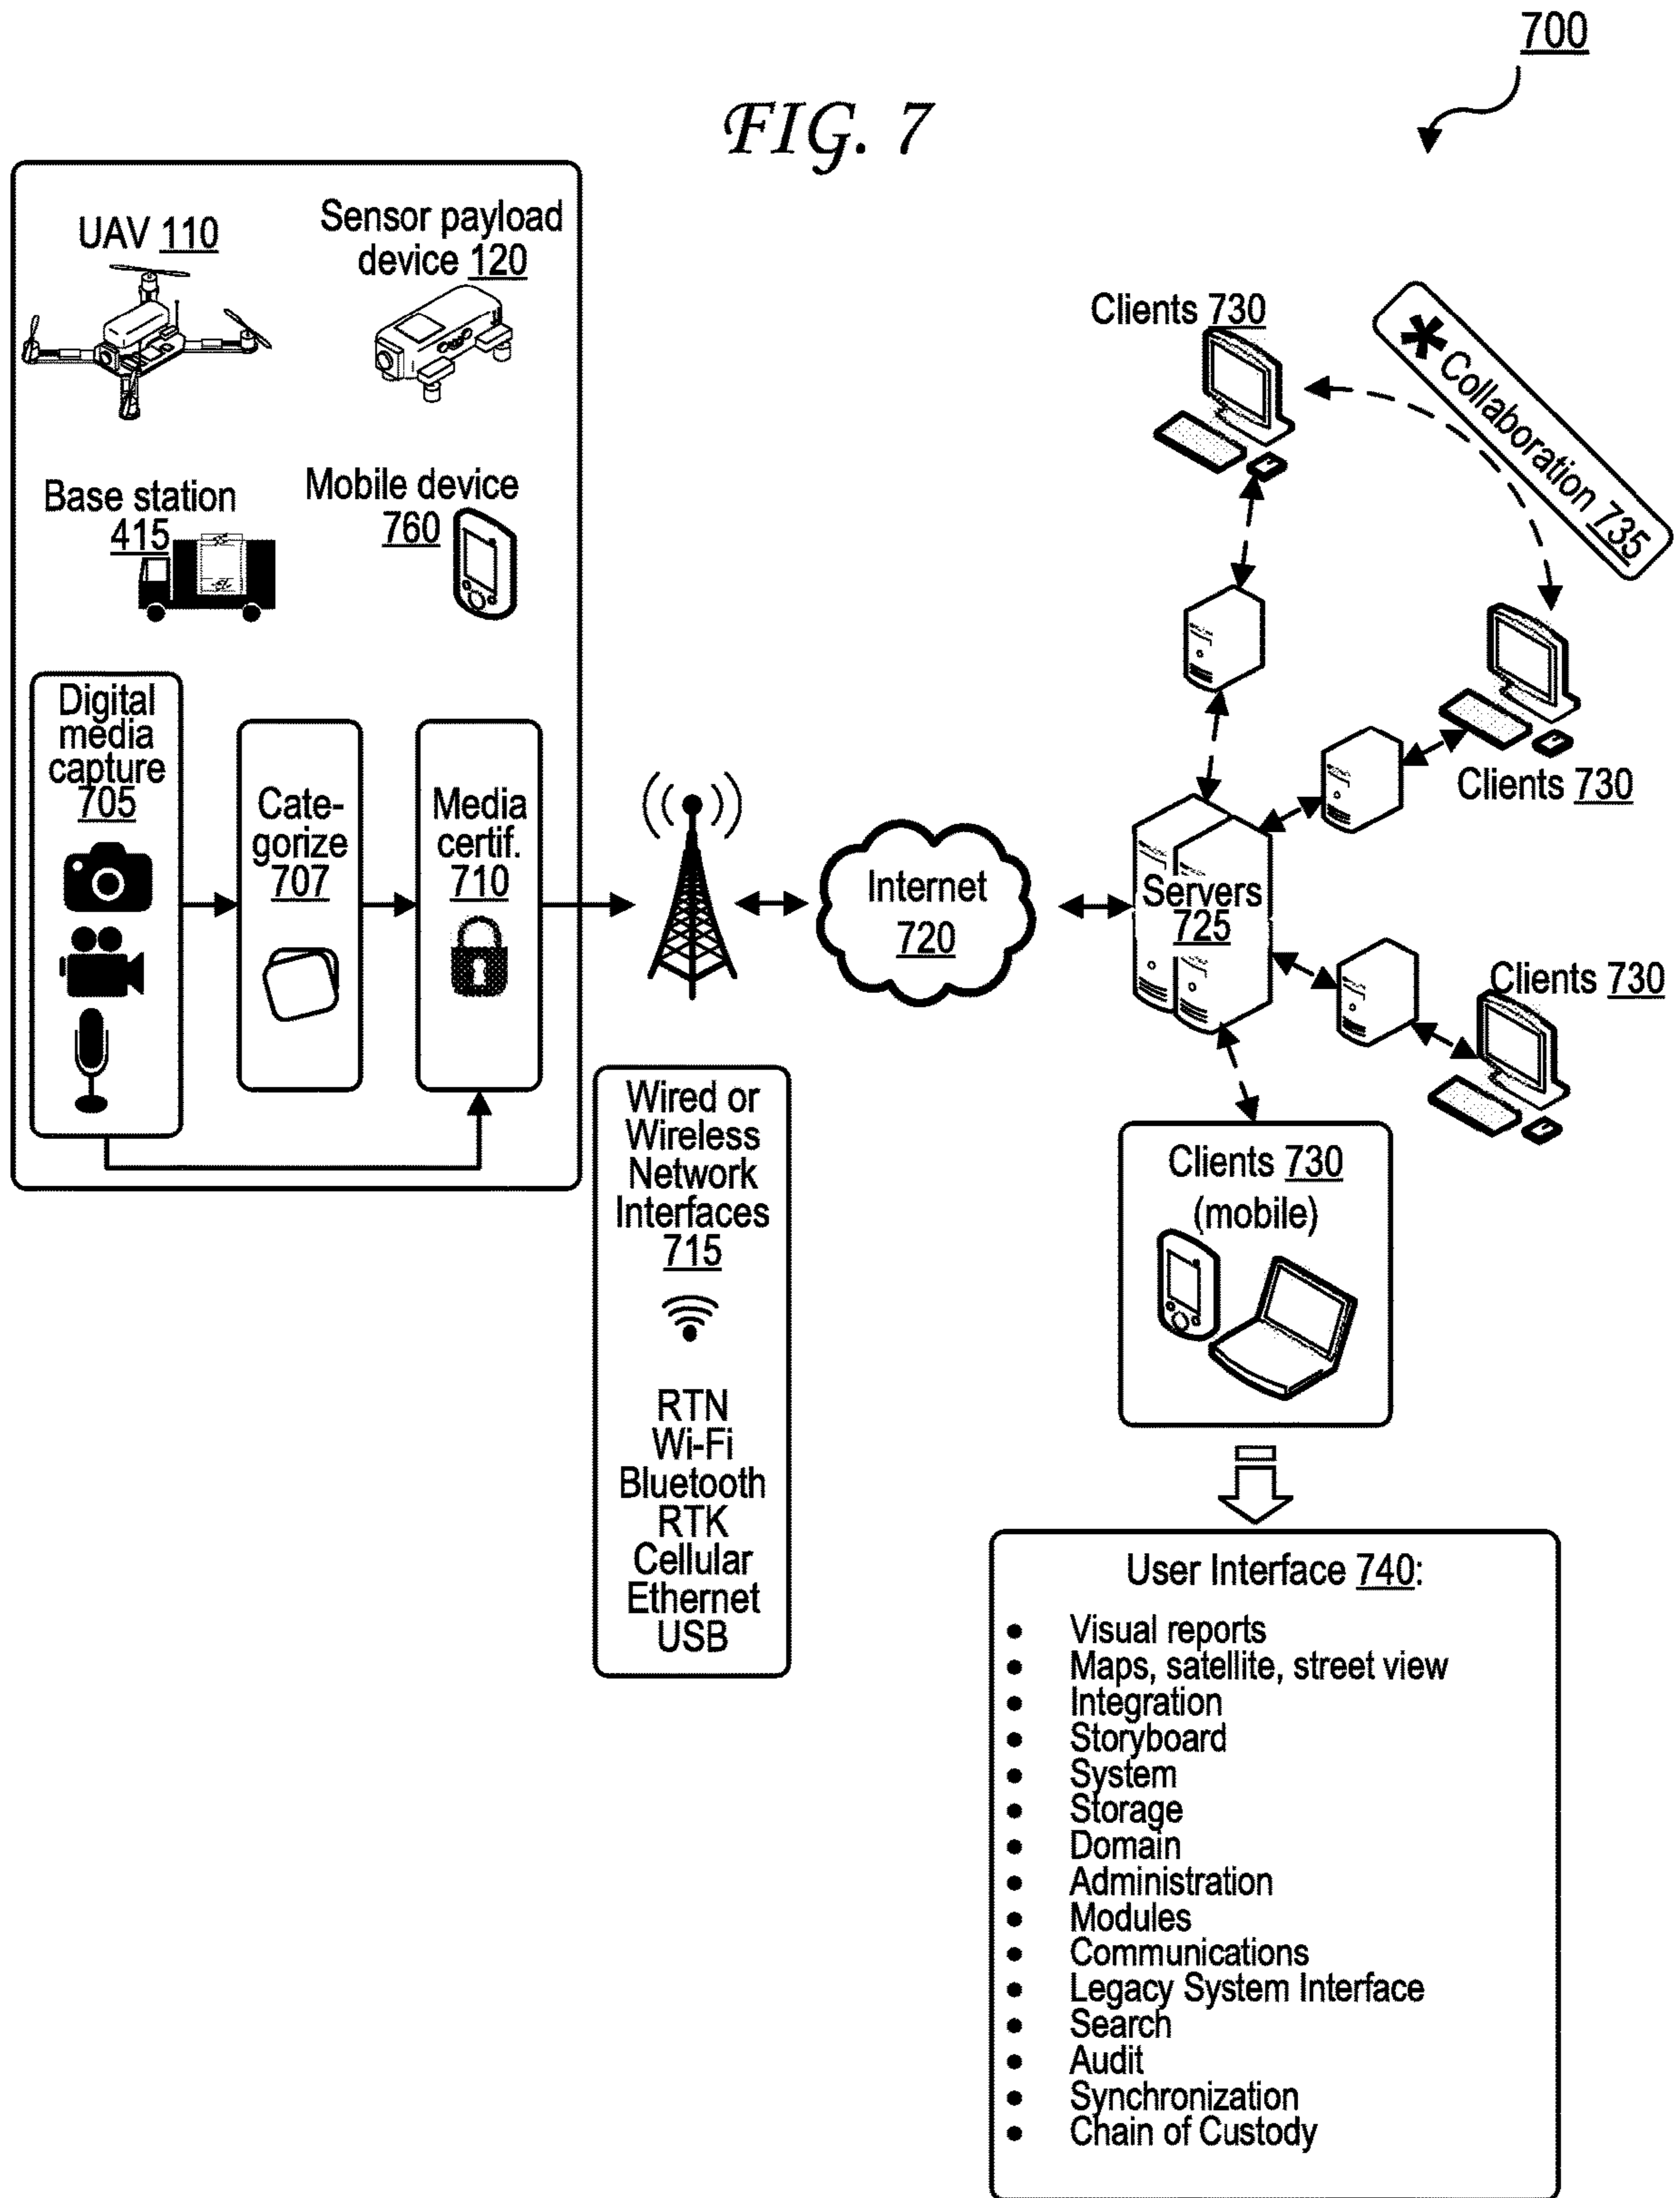 700
FIG. 7
UAV 110
Sensor payload
device 120
Base station
415
Mobile device
760
Digital
media
capture
705
Cate-
gorize
707
Media
certif.
710
Wired or
Wireless
Network
Interfaces
715
RTN
Wi-Fi
Bluetooth
RTK
Cellular
Ethernet
USB
Internet
720
Servers
725
Clients 730
* Collaboration 735
Clients 730
Clients 730
Clients 730
(mobile)
User Interface 740:
• Visual reports
• Maps, satellite, street view
• Integration
• Storyboard
• System
• Storage
• Domain
• Administration
• Modules
• Communications
• Legacy System Interface
• Search
• Audit
• Synchronization
• Chain of Custody